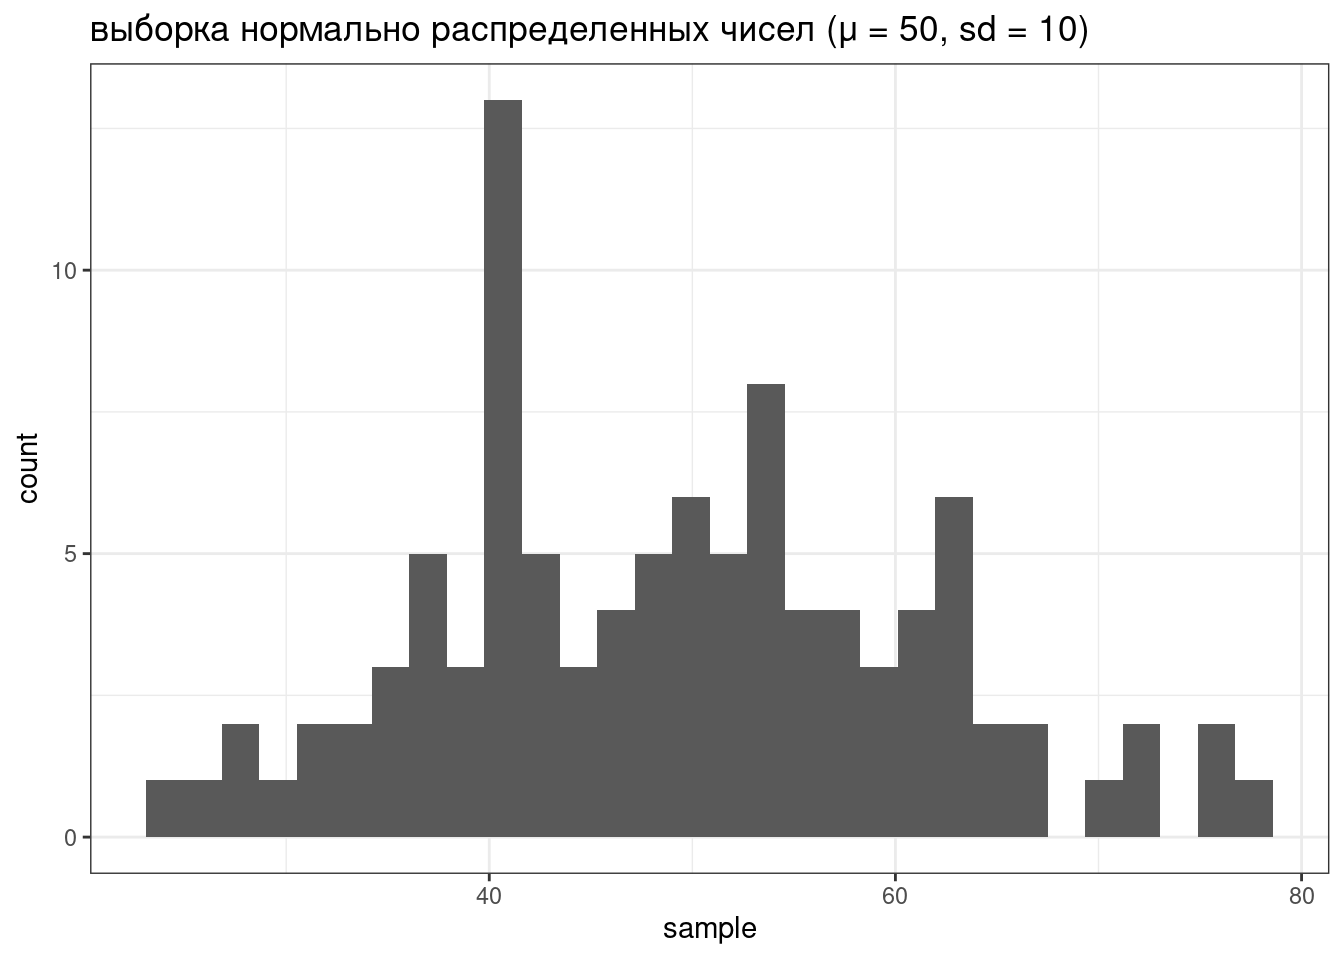 выборка нормально распределенных чисел (μ = 50, sd = 10)
10
5
0
count
40
60
80
sample